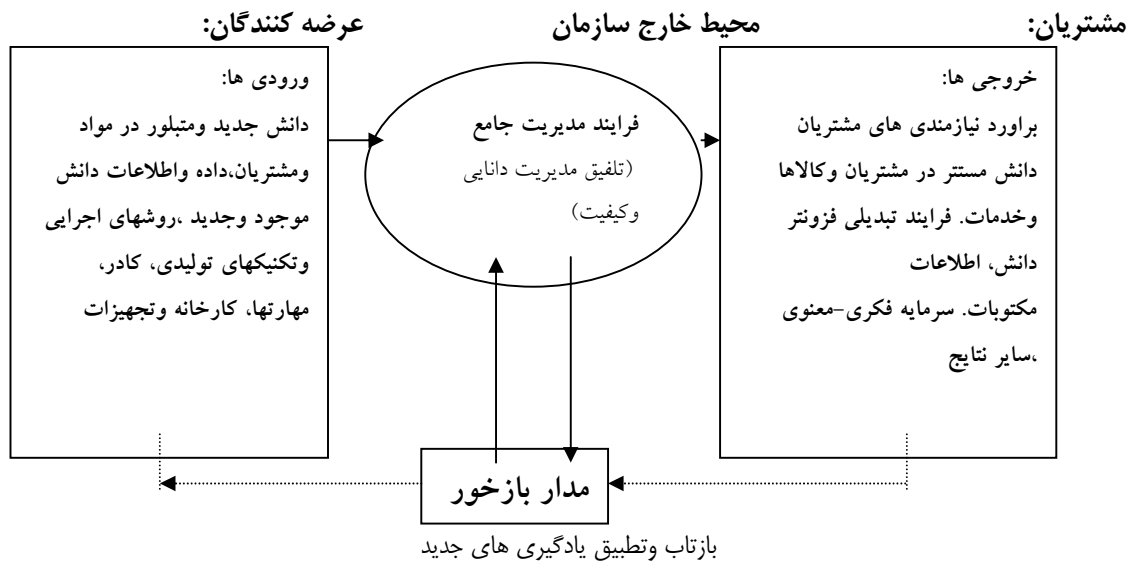 مشتریان:
محیط خارج سازمان
عرضه کنندگان:
خروجی ها:
براورد نیازمندی های مشتریان
دانش مستتر در مشتریان وکالاها
وخدمات. فرایند تبدیلی فزونتر
دانش، اطلاعات
مکتوبات. سرمایه فکری-معنوی
،سایر نتایج
فرایند مدیریت جامع
(تلفیق مدیریت دانایی
وکیفیت)
ورودی ها:
دانش جدید ومتبلور در مواد
ومشتریان،داده واطلاعات دانش
موجود وجدید ،روشهای اجرایی
وتکنیکهای تولیدی، کادر،
مهارتها، کارخانه وتجهیزات
مدار بازخور
بازتاب وتطبیق یادگیری های جدید